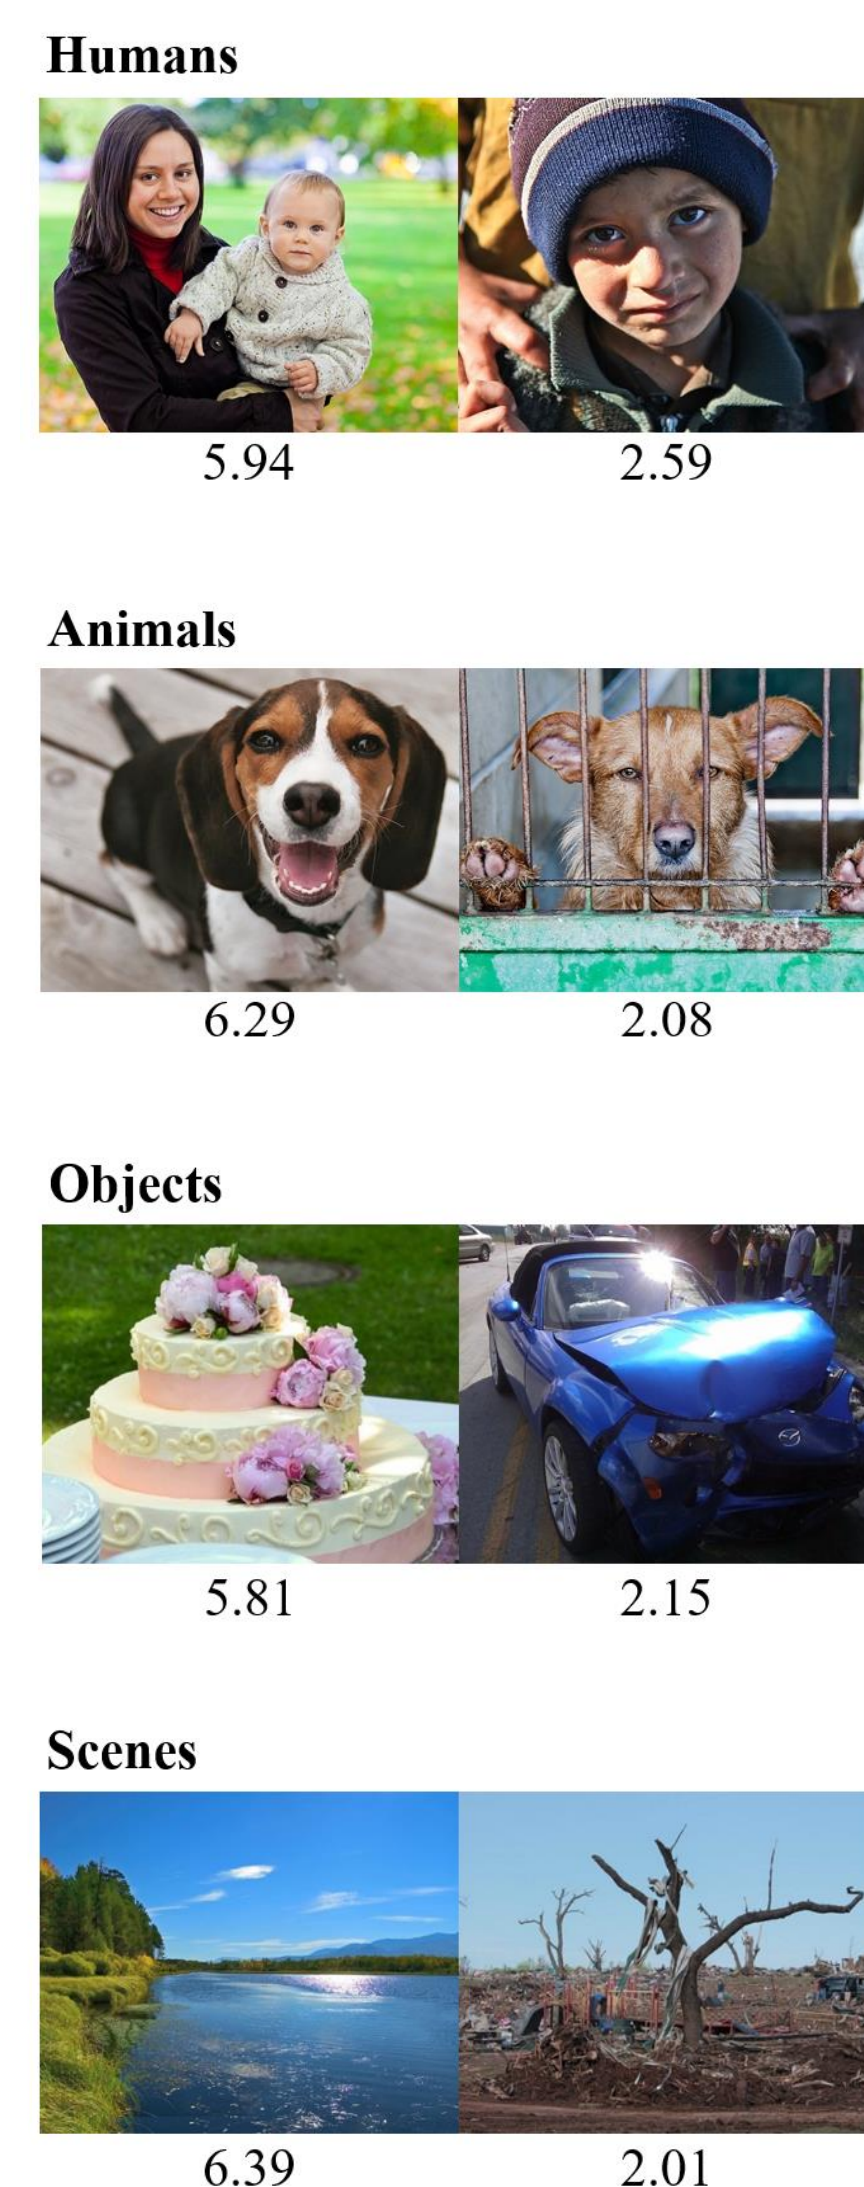 Humans
5.94 2.59
Animals
6.29 2.08
Objects
5.81 2.15
Scenes
6.39 2.01